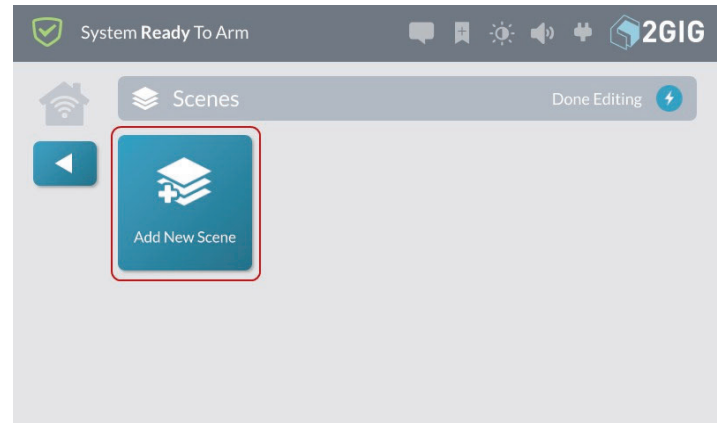 System Ready To Arm
2GIG
Scenes
Done Editing
Add New Scene